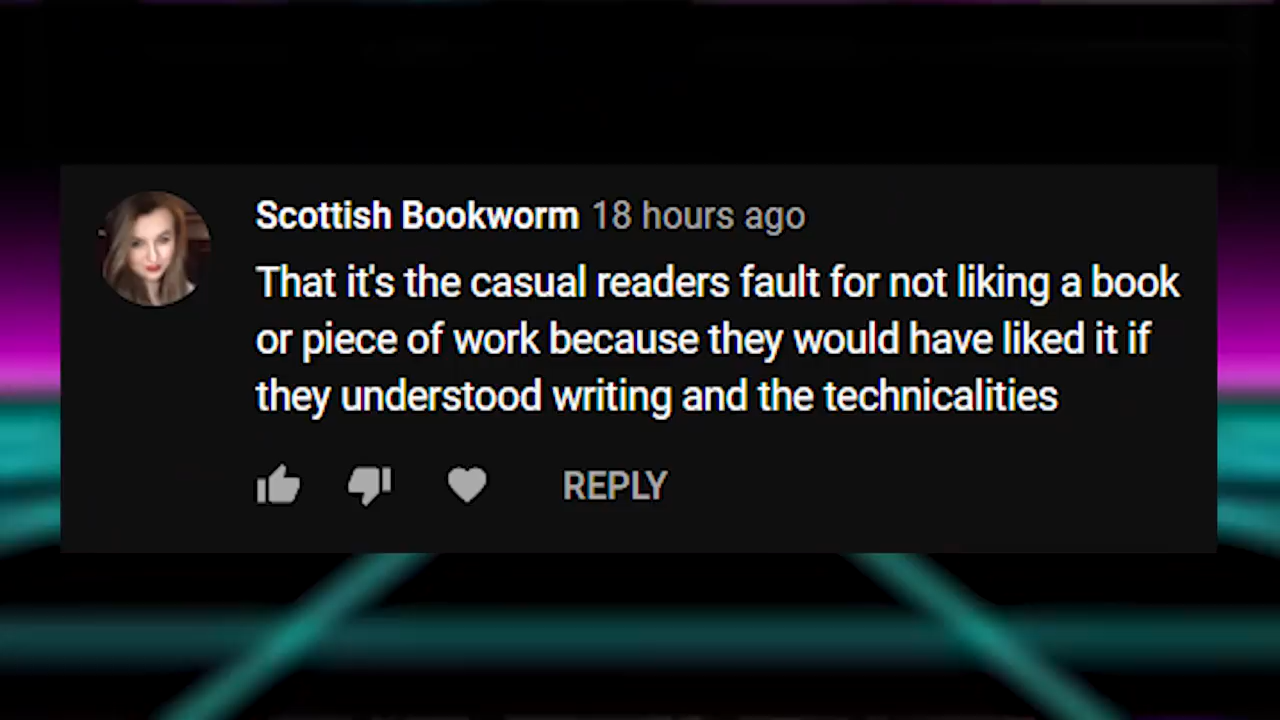 Scottish Bookworm 18 hours ago
That it's the casual readers fault for not liking a book
or piece of work because they would have liked it if
they understood writing and the technicalities
REPLY